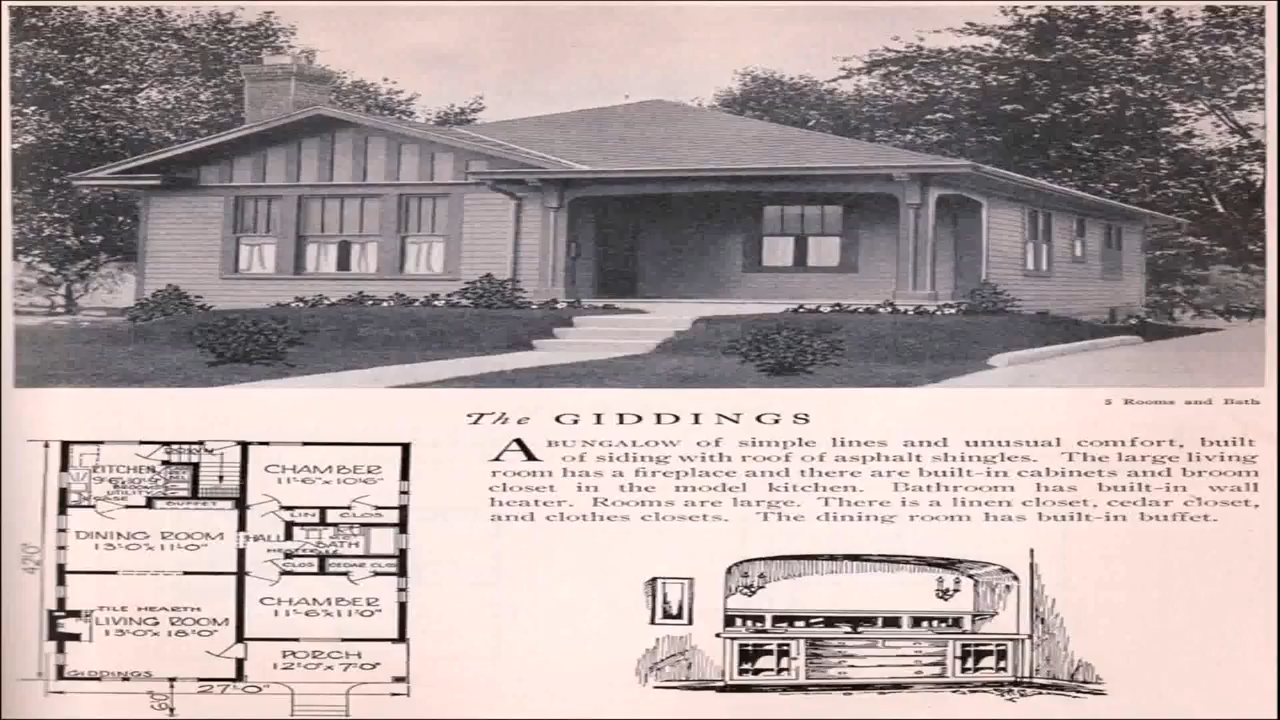 5 Rooms and Bath
The GIDDINGS
A BUNGALOW of simple lines and unusual comfort, built
of siding with roof of asphalt shingles. The large living
room has a fireplace and there are built-in cabinets and broom
closet in the model kitchen. Bathroom has built-in wall
heater. Rooms are large. There is a linen closet, cedar closet,
and clothes closets. The dining room has built-in buffet.
DOWN
KITCHEN
UTILITY
BUFFET
CHAMBER
11'-6"x10'6"
LIN
CLOS
DINING ROOM
13'-0"x11'-0"
HALL
BATH
CLOS
CEDAR CLO
TILE HEARTH
LIVING ROOM
13'-0"x18'-0"
CHAMBER
11'-6"x11'-0"
PORCH
12'-0"x7'-0"
GIDDINGS
42'0"
27'-0"
6'0"